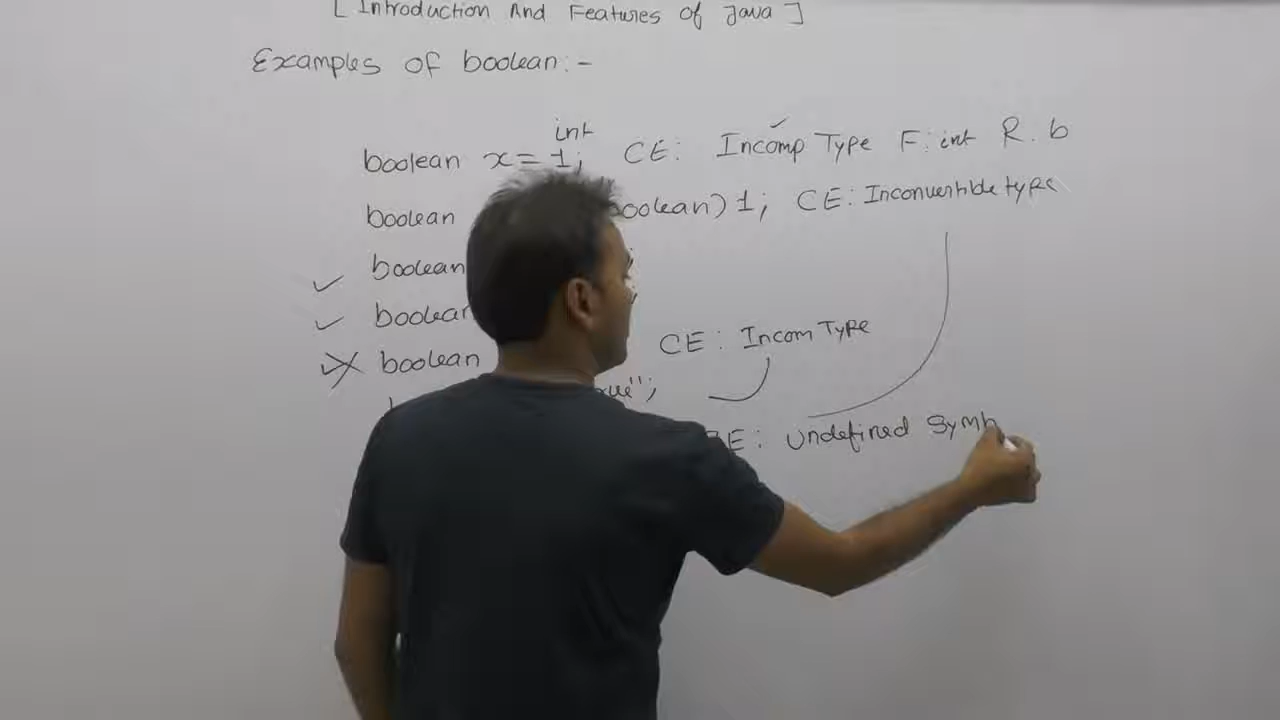 [ Introduction And Features of Java ]
Examples of boolean:-
int
boolean x = 1; CE: Incomp Type F: int R. b
boolean boolean) 1; CE: Inconvertible type
boolean
boolean
boolean CE: Incom Type
ue";
E: undefined Symb